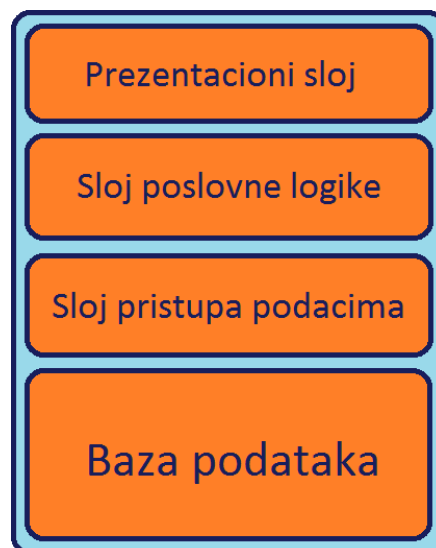 Prezentacioni sloj
Sloj poslovne logike
Sloj pristupa podacima
Baza podataka